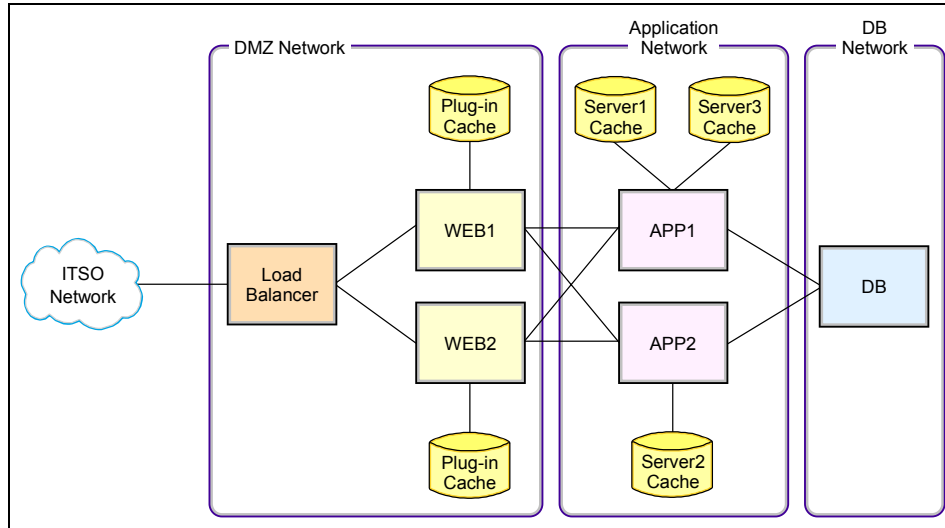 DMZ Network
Application
Network
DB
Network
Plug-in
Cache
Server1
Cache
Server3
Cache
ITSO
Network
Load
Balancer
WEB1
APP1
DB
WEB2
APP2
Plug-in
Cache
Server2
Cache